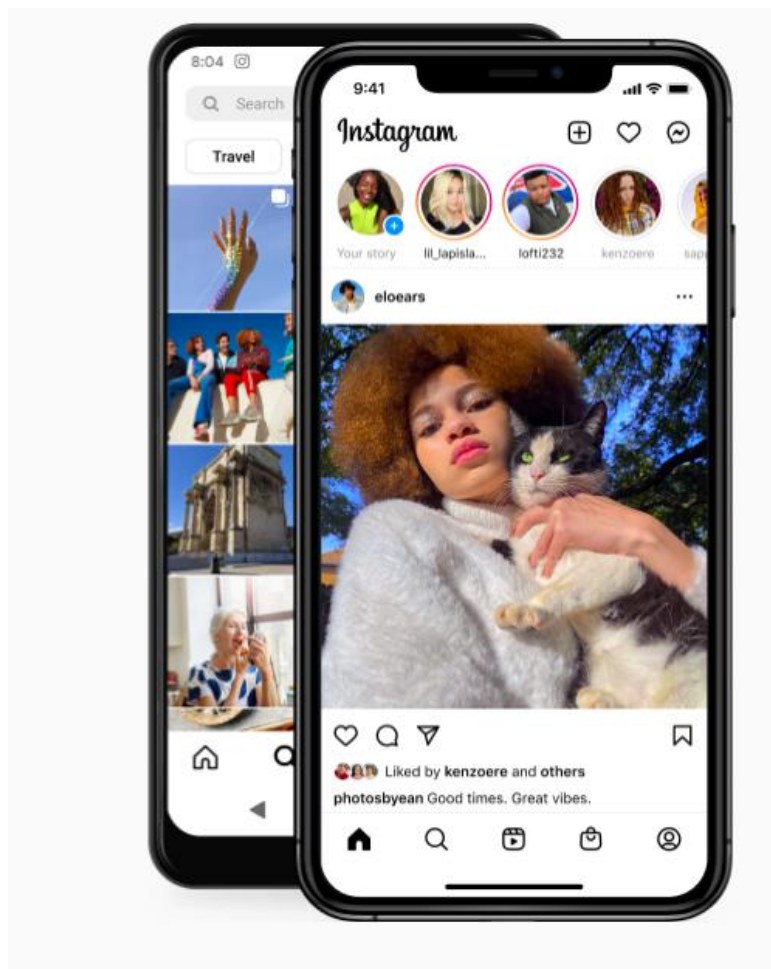 8:04
Search
Travel
9:41
Instagram
Your story
lil_lapisla...
lofti232
kenzoere
sap
eloears
Liked by kenzoere and others
photosbyean Good times. Great vibes.